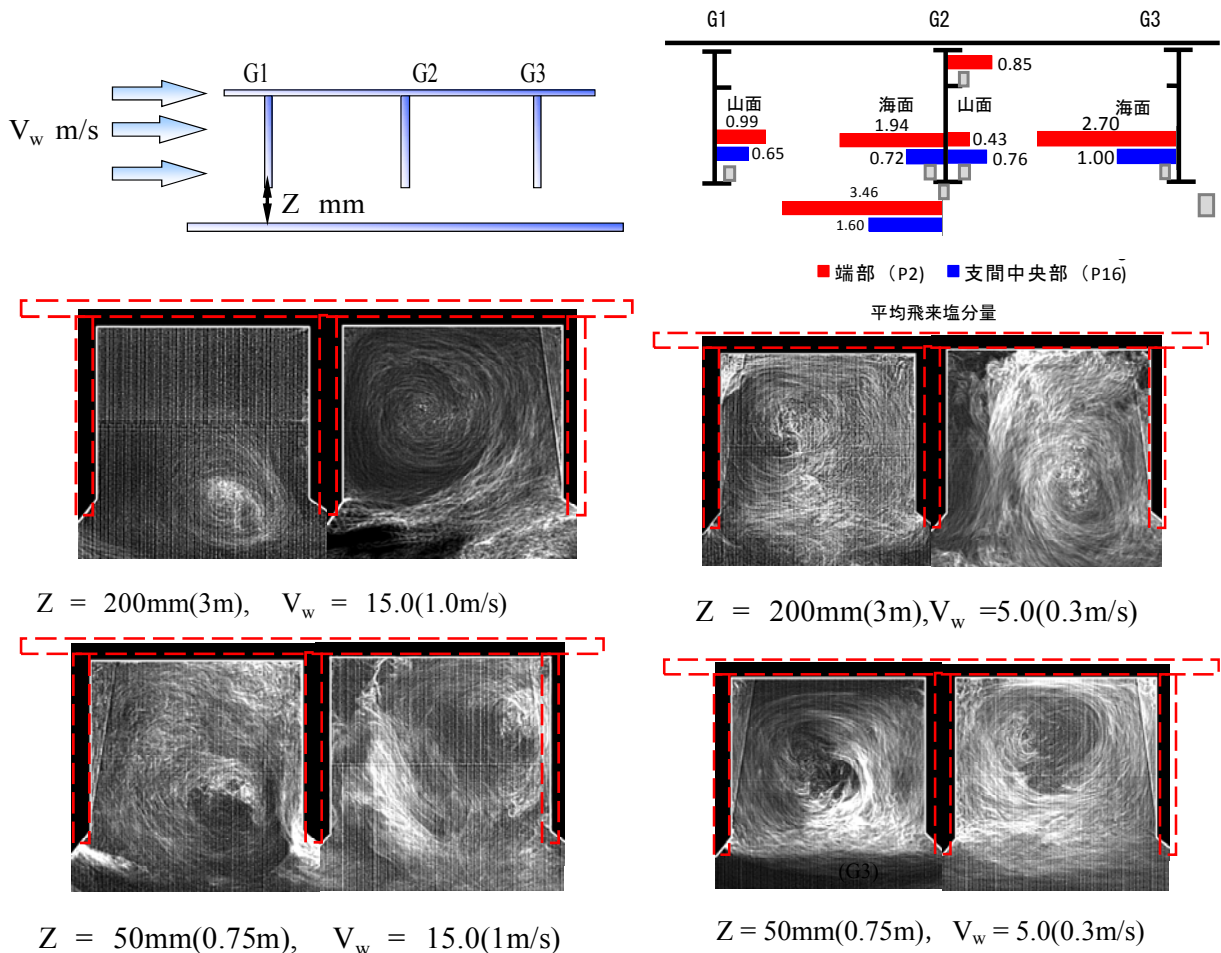 G1 G2 G3
V_w m/s
Z mm
G1 G2 G3
0.85
山面 海面 山面 海面
0.99 1.94 0.43 2.70
0.65 0.72 0.76 1.00
3.46
1.60
端部（P2) 支間中央部（P16)
平均飛来塩分量
Z = 200mm(3m), V_w = 15.0(1.0m/s)
Z = 200mm(3m),V_w =5.0(0.3m/s)
(G3)
Z = 50mm(0.75m), V_w = 15.0(1m/s)
Z = 50mm(0.75m), V_w = 5.0(0.3m/s)